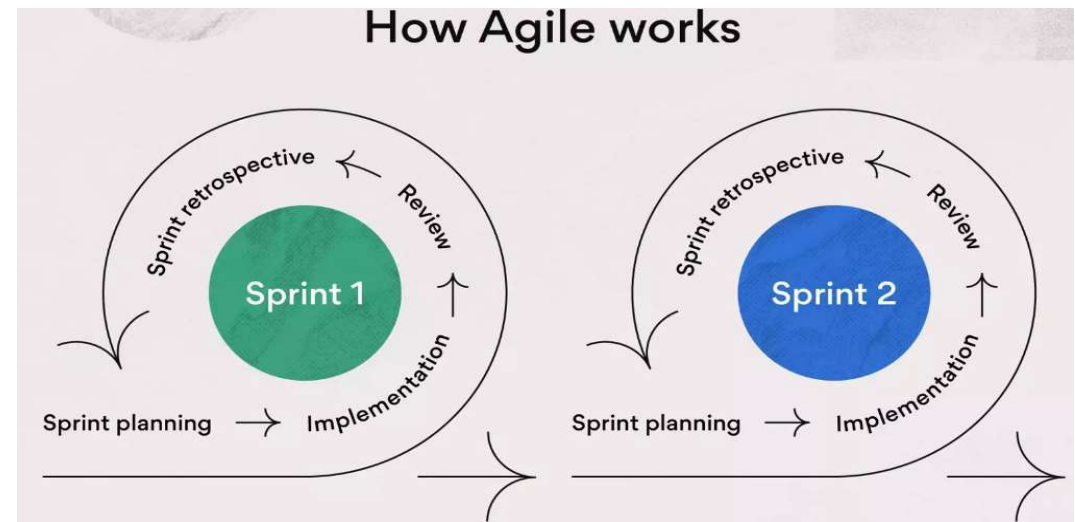 How Agile works
Sprint planning
Implementation
Review
Sprint retrospective
Sprint 1
Sprint planning
Implementation
Review
Sprint retrospective
Sprint 2